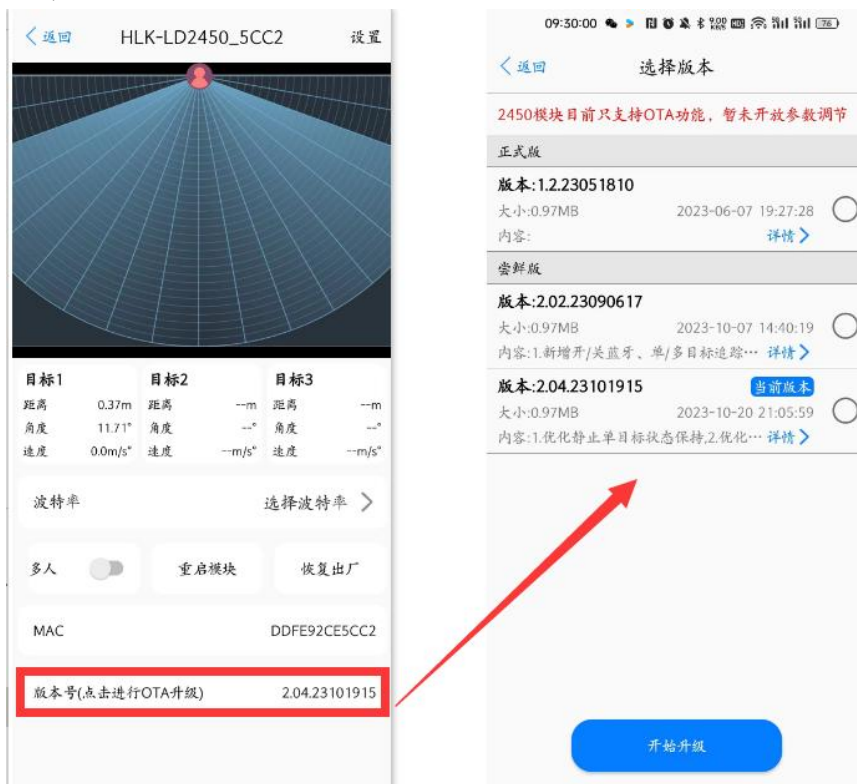 返回 HLK-LD2450_5CC2 设置
目标1 目标2 目标3
距离 0.37m 距离 --m 距离 --m
角度 11.71° 角度 --° 角度 --°
速度 0.0m/s° 速度 --m/s° 速度 --m/s°
波特率 选择波特率
多人 重启模块 恢复出厂
MAC DDFE92CE5CC2
版本号(点击进行OTA升级) 2.04.23101915
09:30:00 76
返回 选择版本
2450模块目前只支持OTA功能，暂未开放参数调节
正式版
版本:1.2.23051810
大小:0.97MB 2023-06-07 19:27:28
内容: 详情
尝鲜版
版本:2.02.23090617
大小:0.97MB 2023-10-07 14:40:19
内容:1.新增开/关蓝牙、单/多目标追踪… 详情
版本:2.04.23101915 当前版本
大小:0.97MB 2023-10-20 21:05:59
内容:1.优化静止单目标状态保持,2.优化… 详情
开始升级